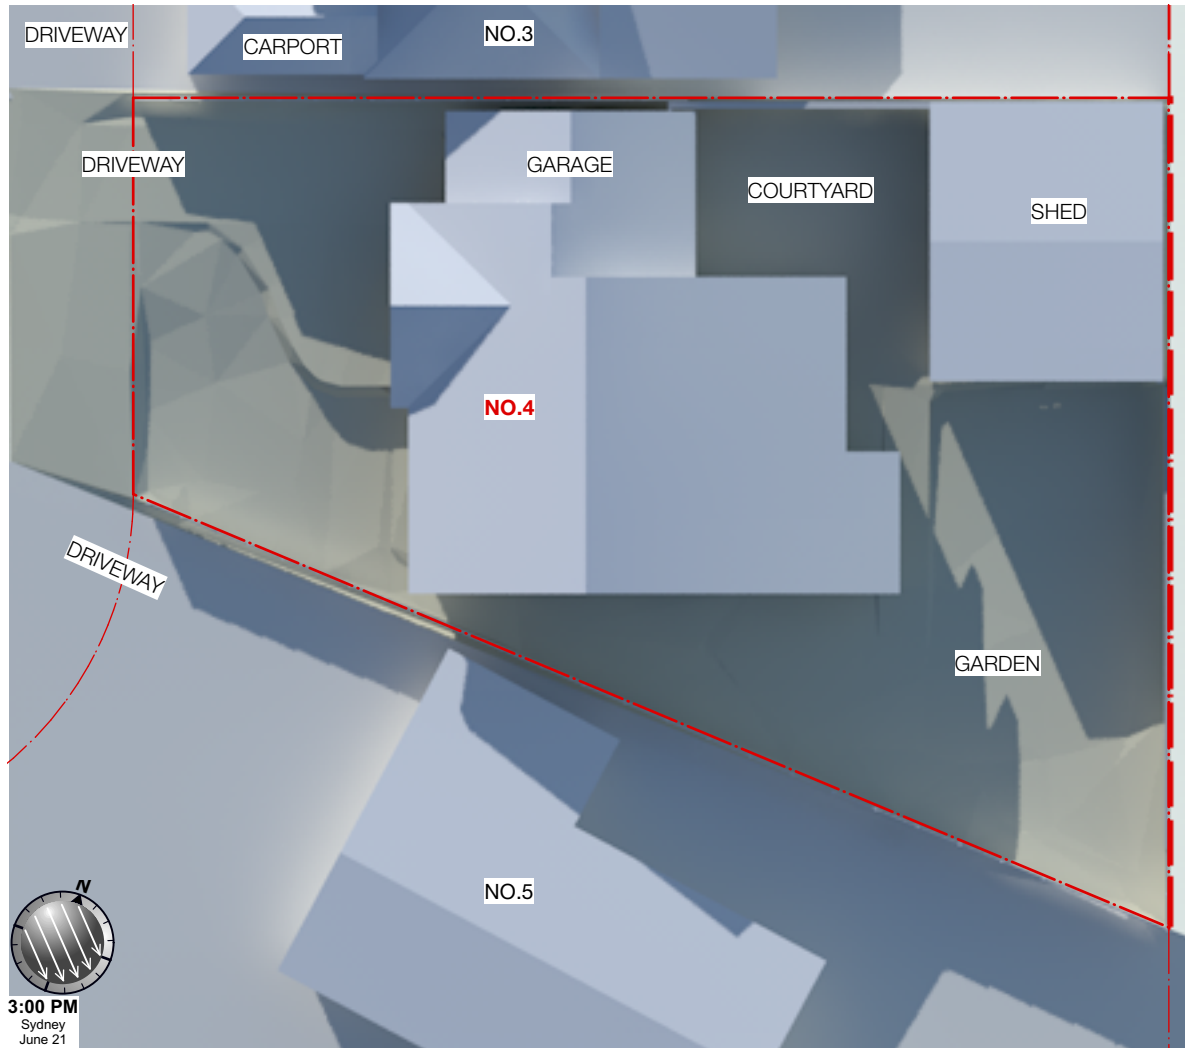 DRIVEWAY
CARPORT
NO.3
DRIVEWAY
GARAGE
COURTYARD
SHED
NO.4
DRIVEWAY
GARDEN
NO.5
N
3:00 PM
Sydney
June 21